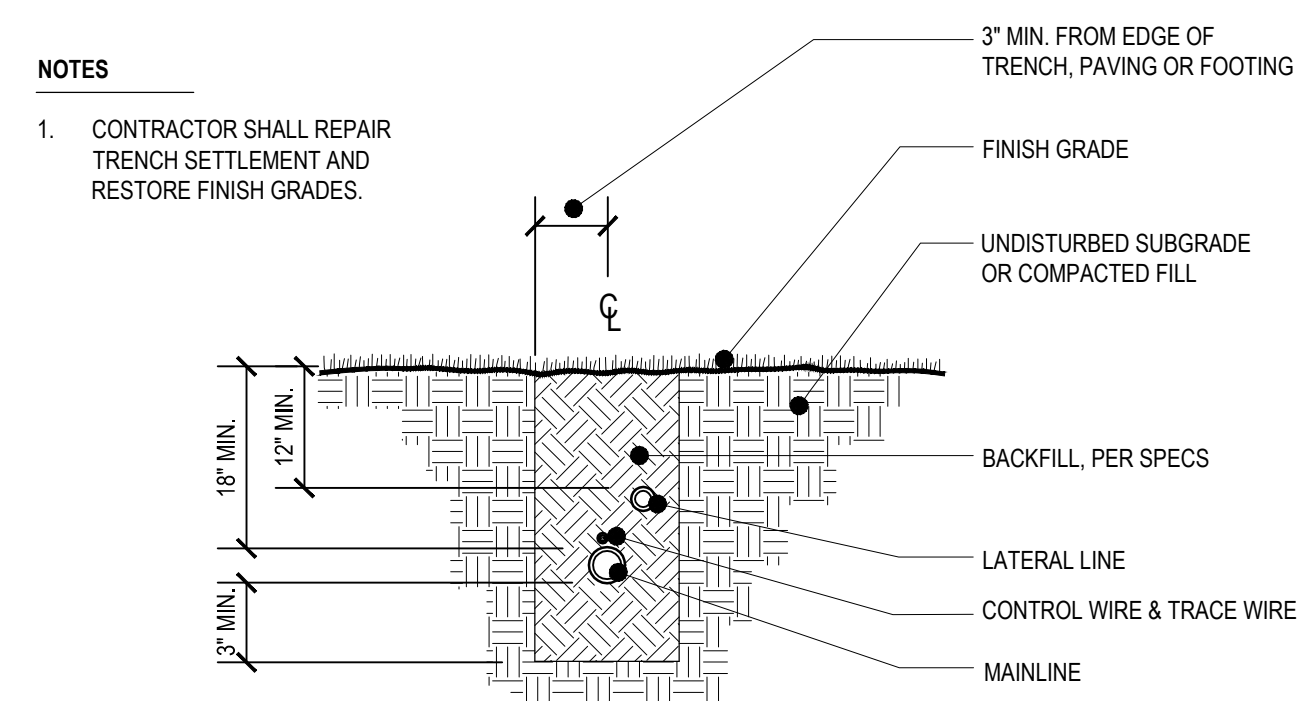 NOTES
1. CONTRACTOR SHALL REPAIR
TRENCH SETTLEMENT AND
RESTORE FINISH GRADES.
3" MIN. FROM EDGE OF
TRENCH, PAVING OR FOOTING
FINISH GRADE
UNDISTURBED SUBGRADE
OR COMPACTED FILL
℄
18" MIN.
12" MIN.
3" MIN.
BACKFILL, PER SPECS
LATERAL LINE
CONTROL WIRE & TRACE WIRE
MAINLINE